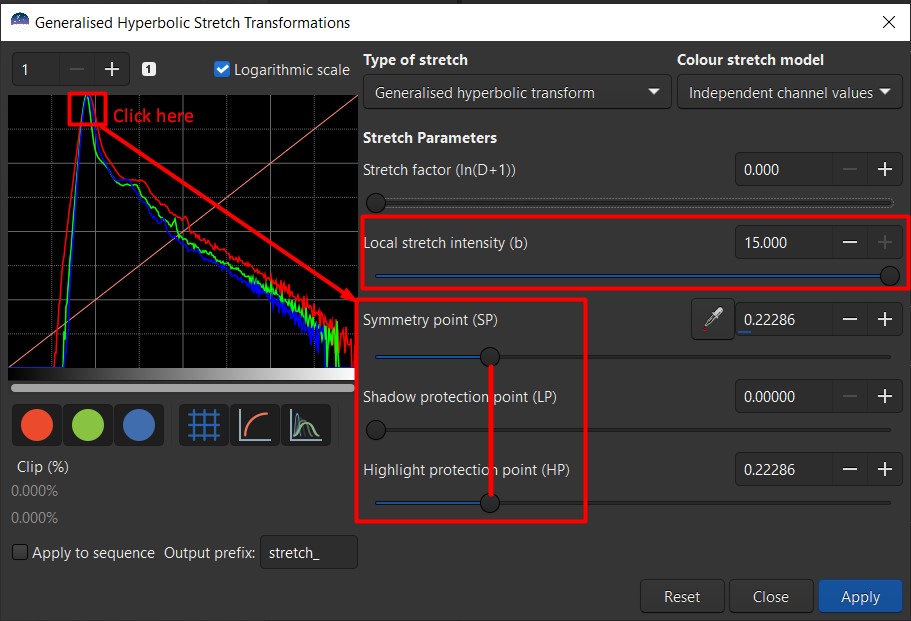 Generalised Hyperbolic Stretch Transformations
1
1
Logarithmic scale
Click here
Type of stretch
Colour stretch model
Generalised hyperbolic transform
Independent channel values
Stretch Parameters
Stretch factor (ln(D+1))
0.000
Local stretch intensity (b)
15.000
Symmetry point (SP)
0.22286
Shadow protection point (LP)
0.00000
Highlight protection point (HP)
0.22286
Clip (%)
0.000%
0.000%
Apply to sequence
Output prefix:
stretch_
Reset
Close
Apply